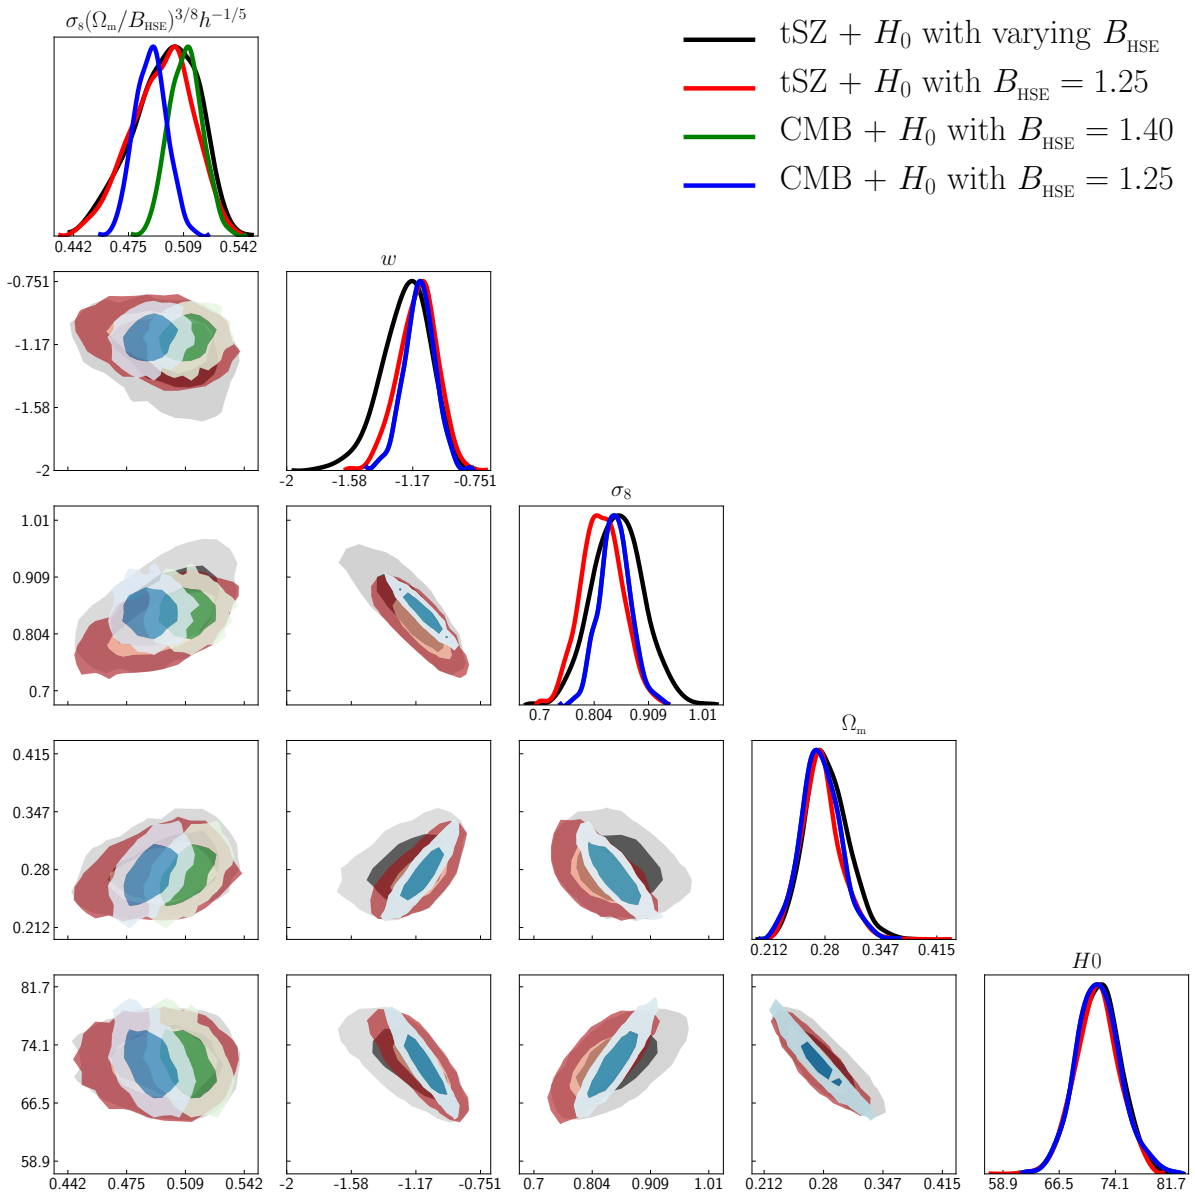 σ₈(Ωₘ/B_HSE)^{3/8}h^{−1/5}
tSZ + H₀ with varying B_HSE
tSZ + H₀ with B_HSE = 1.25
CMB + H₀ with B_HSE = 1.40
CMB + H₀ with B_HSE = 1.25
0.442 0.475 0.509 0.542
w
-0.751
-1.17
-1.58
-2
-2 -1.58 -1.17 -0.751
σ₈
1.01
0.909
0.804
0.7
0.7 0.804 0.909 1.01
Ωₘ
0.415
0.347
0.28
0.212
0.212 0.28 0.347 0.415
H0
81.7
74.1
66.5
58.9
0.442 0.475 0.509 0.542 -2 -1.58 -1.17 -0.751 0.7 0.804 0.909 1.01 0.212 0.28 0.347 0.415 58.9 66.5 74.1 81.7